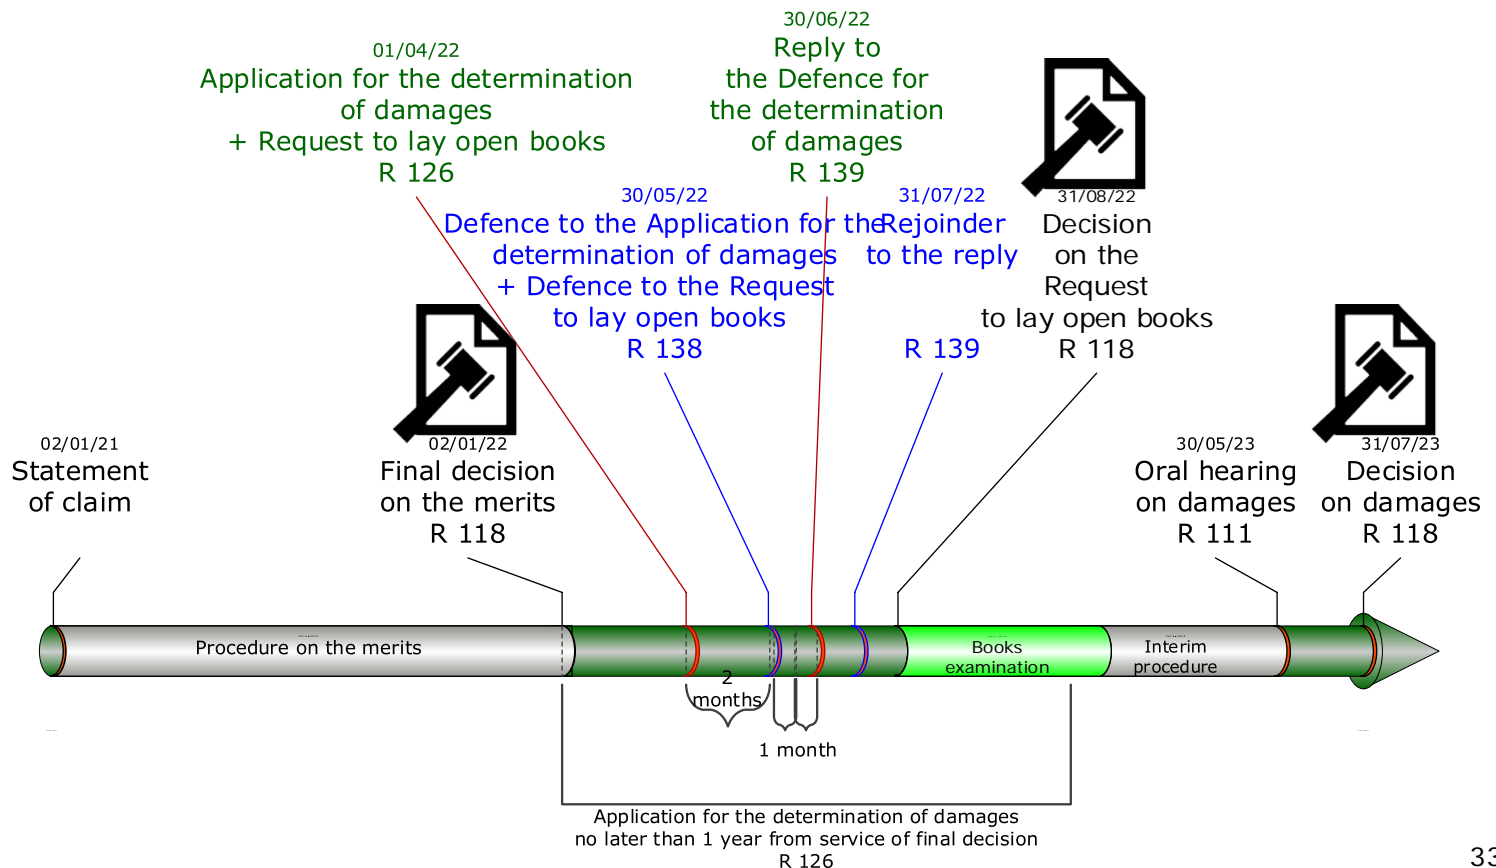 30/06/22
Reply to
the Defence for
the determination
of damages
R 139
01/04/22
Application for the determination
of damages
+ Request to lay open books
R 126
30/05/22
Defence to the Application for the
determination of damages
+ Defence to the Request
to lay open books
R 138
31/07/22
Rejoinder
to the reply
R 139
31/08/22
Decision
on the
Request
to lay open books
R 118
02/01/21
Statement
of claim
02/01/22
Final decision
on the merits
R 118
30/05/23
Oral hearing
on damages
R 111
31/07/23
Decision
on damages
R 118
Procedure on the merits
Books
examination
Interim
procedure
2
months
1 month
Application for the determination of damages
no later than 1 year from service of final decision
R 126
33